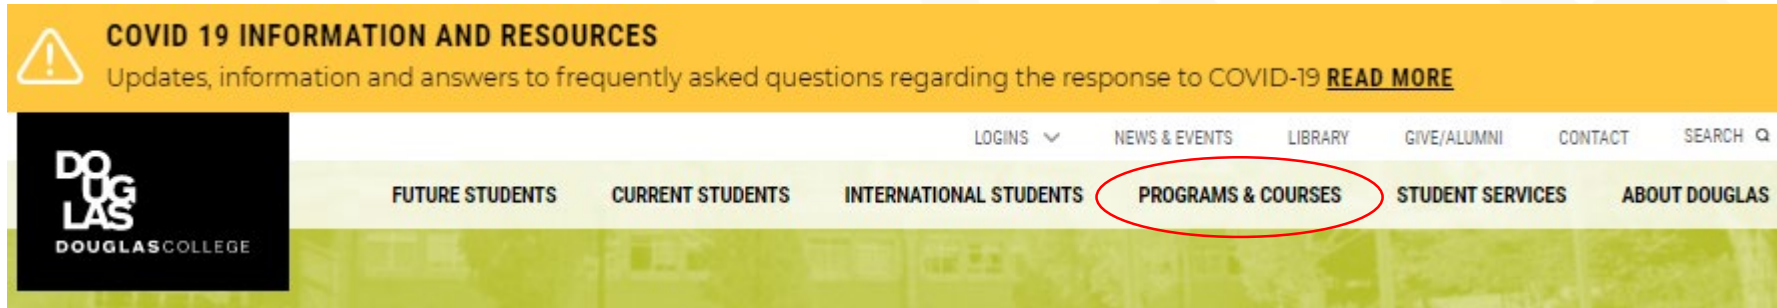 COVID 19 INFORMATION AND RESOURCES
Updates, information and answers to frequently asked questions regarding the response to COVID-19 READ MORE
LOGINS NEWS & EVENTS LIBRARY GIVE/ALUMNI CONTACT SEARCH
DO
UG
LAS
DOUGLASCOLLEGE
FUTURE STUDENTS CURRENT STUDENTS INTERNATIONAL STUDENTS PROGRAMS & COURSES STUDENT SERVICES ABOUT DOUGLAS